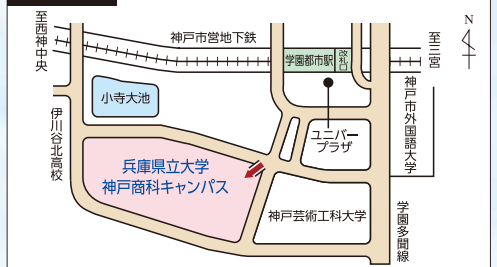 至西神中央
神戸市営地下鉄
学園都市駅
改札口
至三宮
N
小寺大池
伊川谷北高校
ユニバー
プラザ
神戸市外国語大学
兵庫県立大学
神戸商科キャンパス
神戸芸術工科大学
学園多聞線